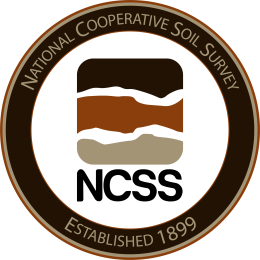 National Cooperative Soil Survey
NCSS
Established 1899